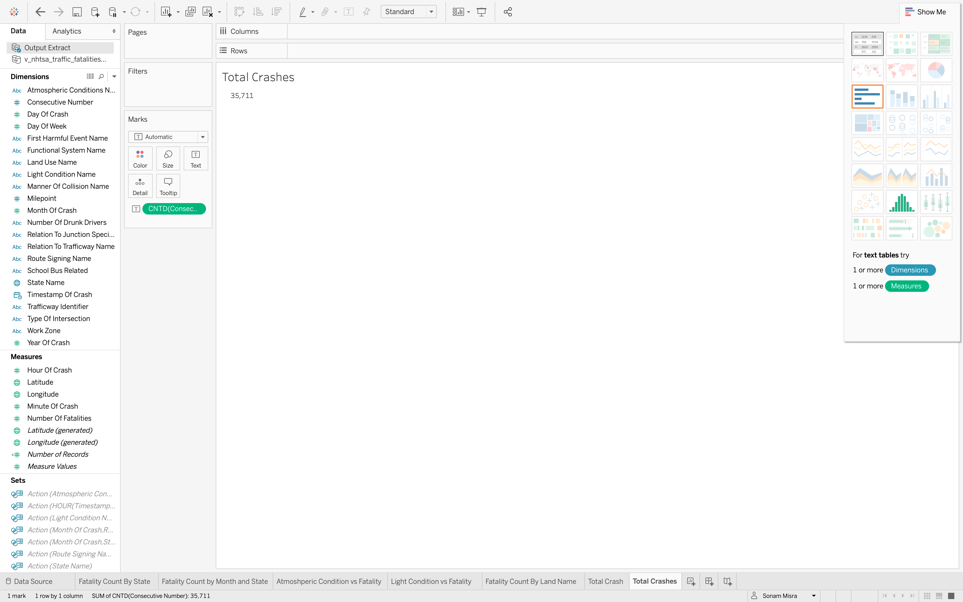 Standard
Show Me
Data
Analytics
Output Extract
v_nhtsa_traffic_fatalities...
Dimensions
Abc Atmospheric Conditions N...
Consecutive Number
Day Of Crash
Day Of Week
Abc First Harmful Event Name
Abc Functional System Name
Abc Land Use Name
Abc Light Condition Name
Abc Manner Of Collision Name
Milepoint
Month Of Crash
Abc Number Of Drunk Drivers
Abc Relation To Junction Speci...
Abc Relation To Trafficway Name
Abc Route Signing Name
Abc School Bus Related
State Name
Timestamp Of Crash
Abc Trafficway Identifier
Abc Type Of Intersection
Abc Work Zone
Year Of Crash
Measures
Hour Of Crash
Latitude
Longitude
Minute Of Crash
Number Of Fatalities
Latitude (generated)
Longitude (generated)
Number of Records
Measure Values
Sets
Action (Atmospheric Con...
Action (HOUR(Timestamp...
Action (Light Condition N...
Action (Month Of Crash,R...
Action (Month Of Crash,St...
Action (Route Signing Na...
Action (State Name)
Pages
Filters
Marks
T Automatic
Color
Size
Text
Detail
Tooltip
CNTD(Consec..
Columns
Rows
Total Crashes
35,711
For text tables try
1 or more Dimensions
1 or more Measures
Data Source
Fatality Count By State
Fatality Count by Month and State
Atmoshperic Condition vs Fatality
Light Condition vs Fatality
Fatality Count By Land Name
Total Crash
Total Crashes
1 mark
1 row by 1 column
SUM of CNTD(Consecutive Number): 35,711
Sonam Misra